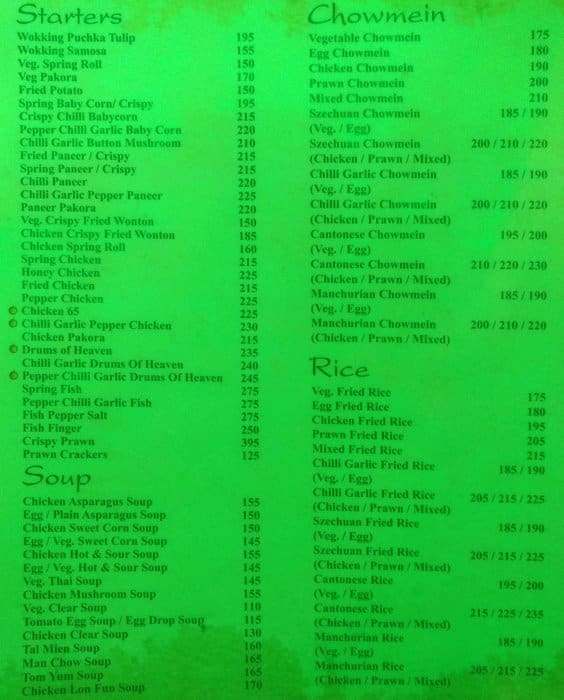 Starters
Wokking Puchka Tulip 195
Wokking Samosa 155
Veg. Spring Roll 150
Veg Pakora 170
Fried Potato 150
Spring Baby Corn/ Crispy 195
Crispy Chilli Babycorn 215
Pepper Chilli Garlic Baby Corn 220
Chilli Garlic Button Mushroom 210
Fried Paneer / Crispy 215
Spring Paneer / Crispy 215
Chilli Paneer 220
Chilli Garlic Pepper Paneer 225
Paneer Pakora 220
Veg. Crispy Fried Wonton 150
Chicken Crispy Fried Wonton 185
Chicken Spring Roll 160
Spring Chicken 215
Honey Chicken 225
Fried Chicken 215
Pepper Chicken 225
Chicken 65 225
Chilli Garlic Pepper Chicken 230
Chicken Pakora 215
Drums of Heaven 235
Chilli Garlic Drums Of Heaven 240
Pepper Chilli Garlic Drums Of Heaven 245
Spring Fish 275
Pepper Chilli Garlic Fish 275
Fish Pepper Salt 275
Fish Finger 250
Crispy Prawn 395
Prawn Crackers 125
Soup
Chicken Asparagus Soup 155
Egg / Plain Asparagus Soup 150
Chicken Sweet Corn Soup 150
Egg / Veg. Sweet Corn Soup 145
Chicken Hot & Sour Soup 155
Egg / Veg. Hot & Sour Soup 145
Veg. Thai Soup 145
Chicken Mushroom Soup 155
Veg. Clear Soup 110
Tomato Egg Soup / Egg Drop Soup 115
Chicken Clear Soup 130
Tal Mien Soup 160
Man Chow Soup 165
Tom Yum Soup 165
Chicken Lon Fun Soup 170
Chowmein
Vegetable Chowmein 175
Egg Chowmein 180
Chicken Chowmein 190
Prawn Chowmein 200
Mixed Chowmein 210
Szechuan Chowmein 185 / 190
(Veg. / Egg)
Szechuan Chowmein 200 / 210 / 220
(Chicken / Prawn / Mixed)
Chilli Garlic Chowmein 185 / 190
(Veg. / Egg)
Chilli Garlic Chowmein 200 / 210 / 220
(Chicken / Prawn / Mixed)
Cantonese Chowmein 195 / 200
(Veg. / Egg)
Cantonese Chowmein 210 / 220 / 230
(Chicken / Prawn / Mixed)
Manchurian Chowmein 185 / 190
(Veg. / Egg)
Manchurian Chowmein 200 / 210 / 220
(Chicken / Prawn / Mixed)
Rice
Veg. Fried Rice 175
Egg Fried Rice 180
Chicken Fried Rice 195
Prawn Fried Rice 205
Mixed Fried Rice 215
Chilli Garlic Fried Rice 185 / 190
(Veg. / Egg)
Chilli Garlic Fried Rice 205 / 215 / 225
(Chicken / Prawn / Mixed)
Szechuan Fried Rice 185 / 190
(Veg. / Egg)
Szechuan Fried Rice 205 / 215 / 225
(Chicken / Prawn / Mixed)
Cantonese Rice 195 / 200
(Veg. / Egg)
Cantonese Rice 215 / 225 / 235
(Chicken / Prawn / Mixed)
Manchurian Rice 185 / 190
(Veg. / Egg)
Manchurian Rice 205 / 215 / 225
(Chicken / Prawn / Mixed)